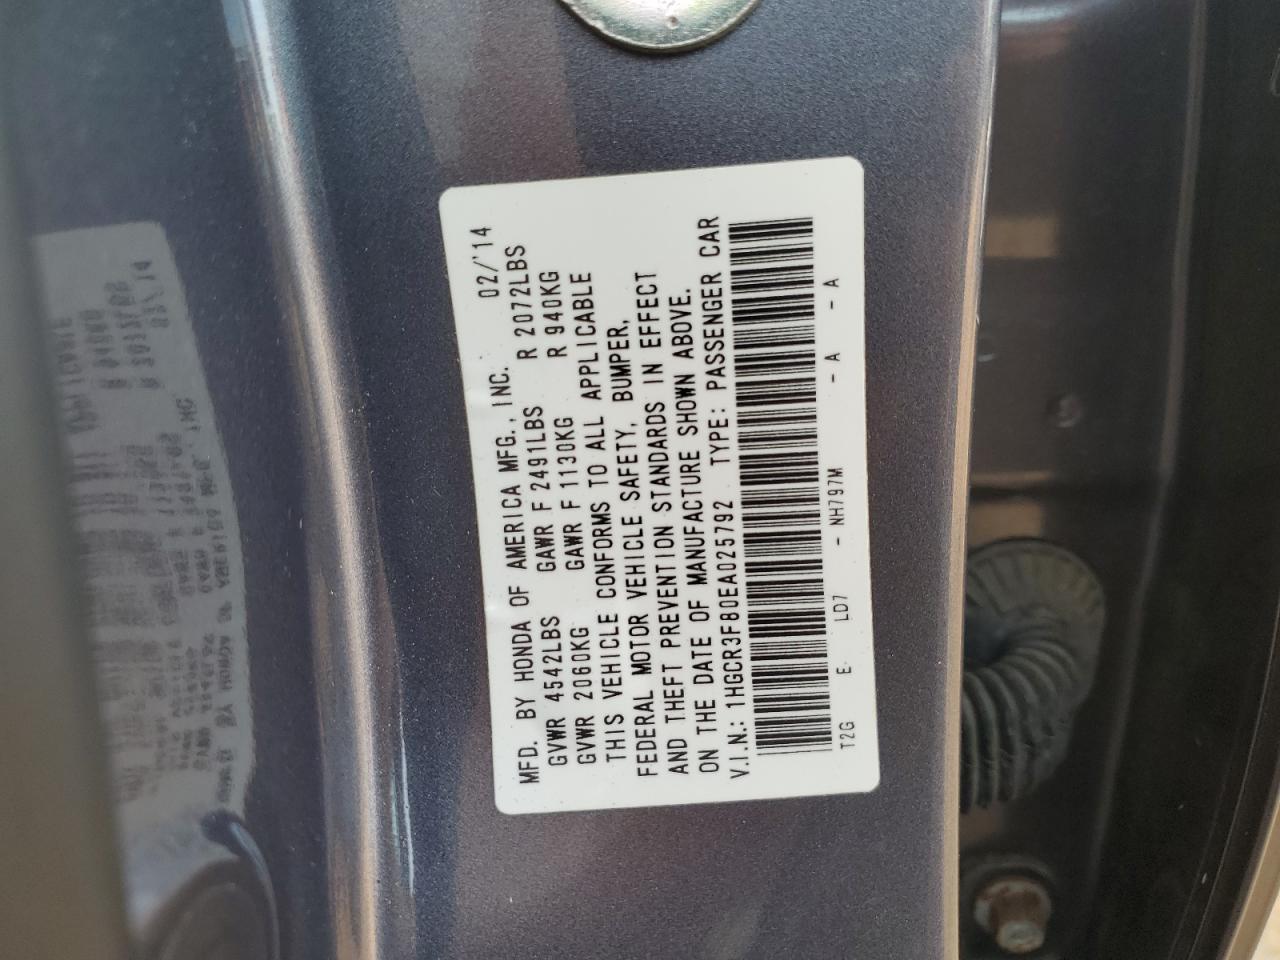 MFD. BY HONDA OF AMERICA MFG., INC. 02/'14
GVWR 4542LBS GAWR F 2491LBS R 2072LBS
GVWR 2060KG GAWR F 1130KG R 940KG
THIS VEHICLE CONFORMS TO ALL APPLICABLE
FEDERAL MOTOR VEHICLE SAFETY, BUMPER,
AND THEFT PREVENTION STANDARDS IN EFFECT
ON THE DATE OF MANUFACTURE SHOWN ABOVE.
V.I.N.: 1HGCR3F80EA025792 TYPE: PASSENGER CAR
T2G E- LD7 - NH797M - A - A